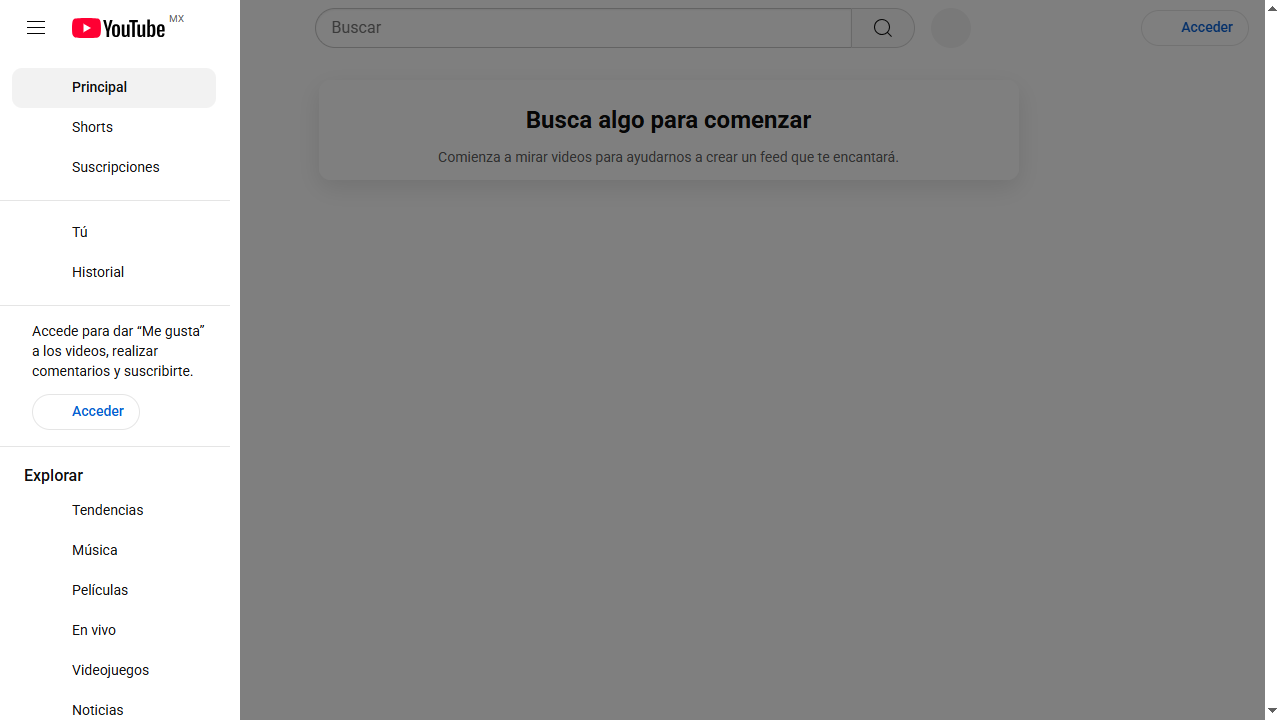 YouTube MX
Buscar
Acceder
Principal
Shorts
Suscripciones
Tú
Historial
Accede para dar “Me gusta”
a los videos, realizar
comentarios y suscribirte.
Acceder
Explorar
Tendencias
Música
Películas
En vivo
Videojuegos
Noticias
Busca algo para comenzar
Comienza a mirar videos para ayudarnos a crear un feed que te encantará.